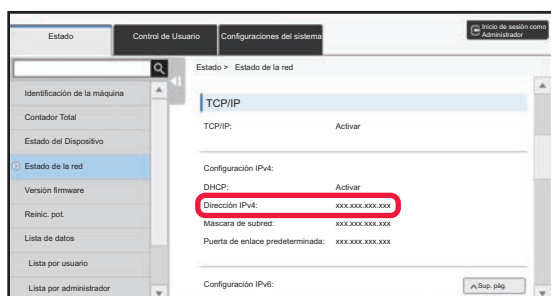 Estado
Control de Usuario
Configuraciones del sistema
Inicio de sesión como
Administrador
Estado > Estado de la red
Identificación de la máquina
Contador Total
Estado del Dispositivo
Estado de la red
Versión firmware
Reinic. pot.
Lista de datos
Lista por usuario
Lista por administrador
TCP/IP
TCP/IP: Activar
Configuración IPv4:
DHCP: Activar
Dirección IPv4: xxx.xxx.xxx.xxx
Máscara de subred: xxx.xxx.xxx.xxx
Puerta de enlace predeterminada: xxx.xxx.xxx.xxx
Configuración IPv6:
Sup. pág.